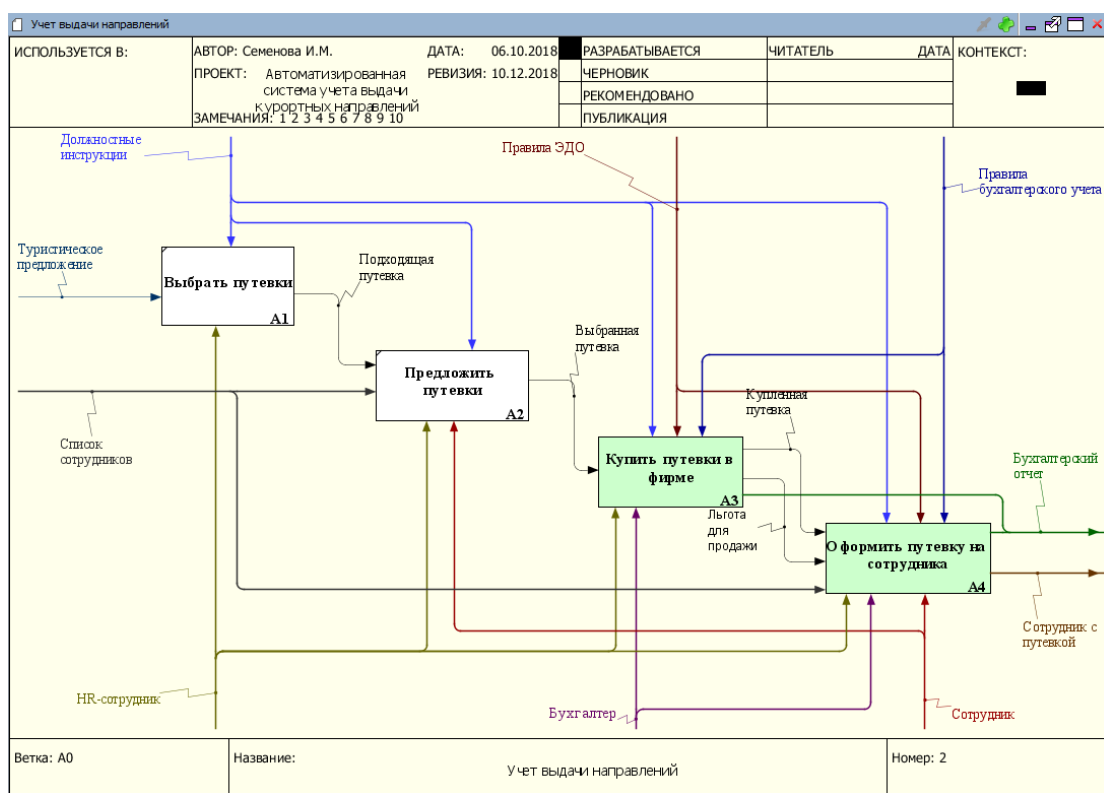 Учет выдачи направлений
ИСПОЛЬЗУЕТСЯ В:
АВТОР: Семенова И.М.
ДАТА: 06.10.2018
РАЗРАБАТЫВАЕТСЯ
ЧИТАТЕЛЬ
ДАТА
КОНТЕКСТ:
ПРОЕКТ: Автоматизированная
система учета выдачи
курортных направлений
РЕВИЗИЯ: 10.12.2018
ЧЕРНОВИК
РЕКОМЕНДОВАНО
ЗАМЕЧАНИЯ: 1 2 3 4 5 6 7 8 9 10
ПУБЛИКАЦИЯ
Должностные
инструкции
Правила ЭДО
Правила
бухгалтерского учета
Туристическое
предложение
Выбрать путевки
A1
Подходящая
путевка
Выбранная
путевка
Предложить
путевки
A2
Купленная
путевка
Список
сотрудников
Купить путевки в
фирме
A3
Бухгалтерский
отчет
Льгота
для
продажи
Оформить путевку на
сотрудника
A4
Сотрудник с
путевкой
HR-сотрудник
Бухгалтер
Сотрудник
Ветка: A0
Название:
Учет выдачи направлений
Номер: 2